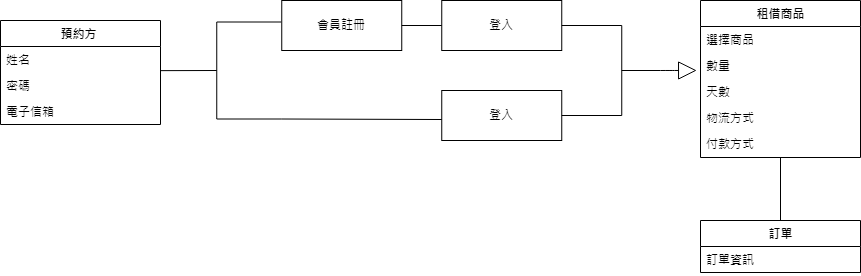 預約方
姓名
密碼
電子信箱
會員註冊
登入
登入
租借商品
選擇商品
數量
天數
物流方式
付款方式
訂單
訂單資訊